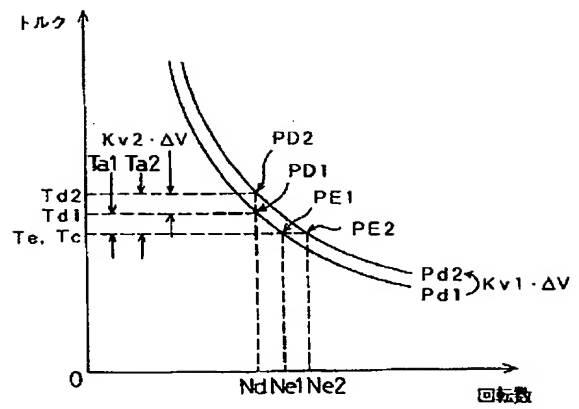 トルク
Kv2・ΔV
Ta1 Ta2
PD2
PD1
PE1
PE2
Td2
Td1
Te, Tc
Pd2
Pd1
Kv1・ΔV
0
Nd Ne1 Ne2
回転数